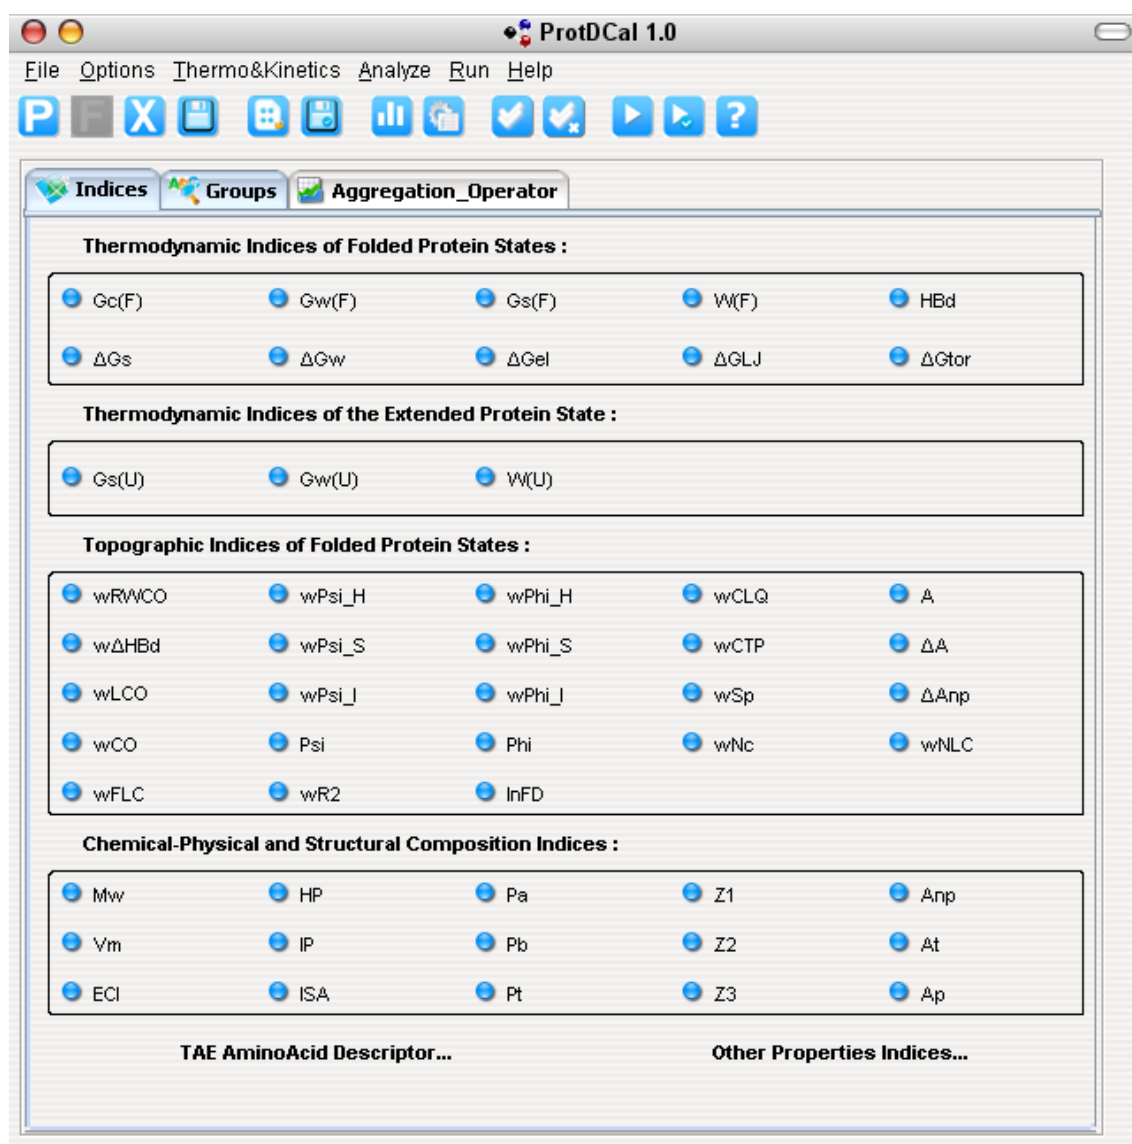 ProtDCal 1.0
File Options Thermo&Kinetics Analyze Run Help
P F X ?
Indices Groups Aggregation_Operator
Thermodynamic Indices of Folded Protein States :
Gc(F) Gw(F) Gs(F) W(F) HBd
ΔGs ΔGw ΔGel ΔGLJ ΔGtor
Thermodynamic Indices of the Extended Protein State :
Gs(U) Gw(U) W(U)
Topographic Indices of Folded Protein States :
wRWCO wPsi_H wPhi_H wCLQ A
wΔHBd wPsi_S wPhi_S wCTP ΔA
wLCO wPsi_I wPhi_I wSp ΔAnp
wCO Psi Phi wNc wNLC
wFLC wR2 lnFD
Chemical-Physical and Structural Composition Indices :
Mw HP Pa Z1 Anp
Vm IP Pb Z2 At
ECI ISA Pt Z3 Ap
TAE AminoAcid Descriptor... Other Properties Indices...